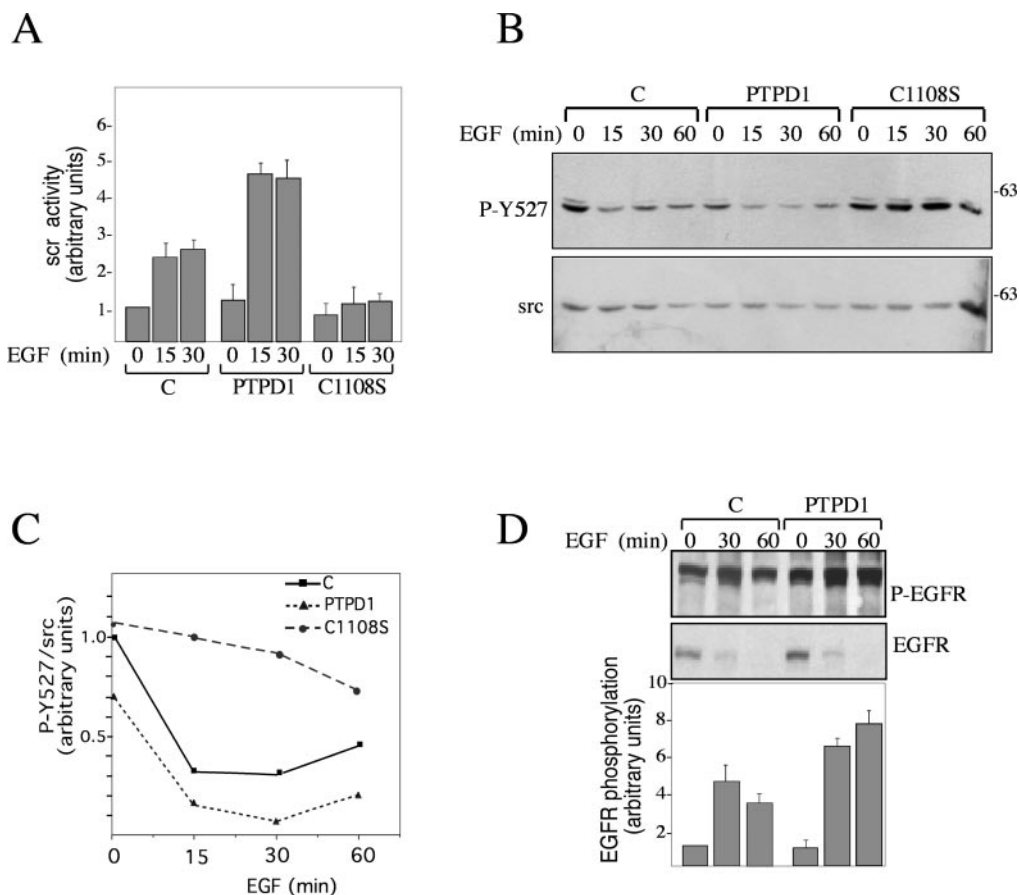 A
scr activity
(arbitrary units)
6
5
4
3
2
1
EGF (min) 0 15 30 0 15 30 0 15 30
C PTPD1 C1108S
B
C PTPD1 C1108S
EGF (min) 0 15 30 60 0 15 30 60 0 15 30 60
P-Y527
-63
src
-63
C
P-Y527/src
(arbitrary units)
1.0
0.5
C
PTPD1
C1108S
0 15 30 60
EGF (min)
D
C PTPD1
EGF (min) 0 30 60 0 30 60
P-EGFR
EGFR
EGFR phosphorylation
(arbitrary units)
10
8
6
4
2